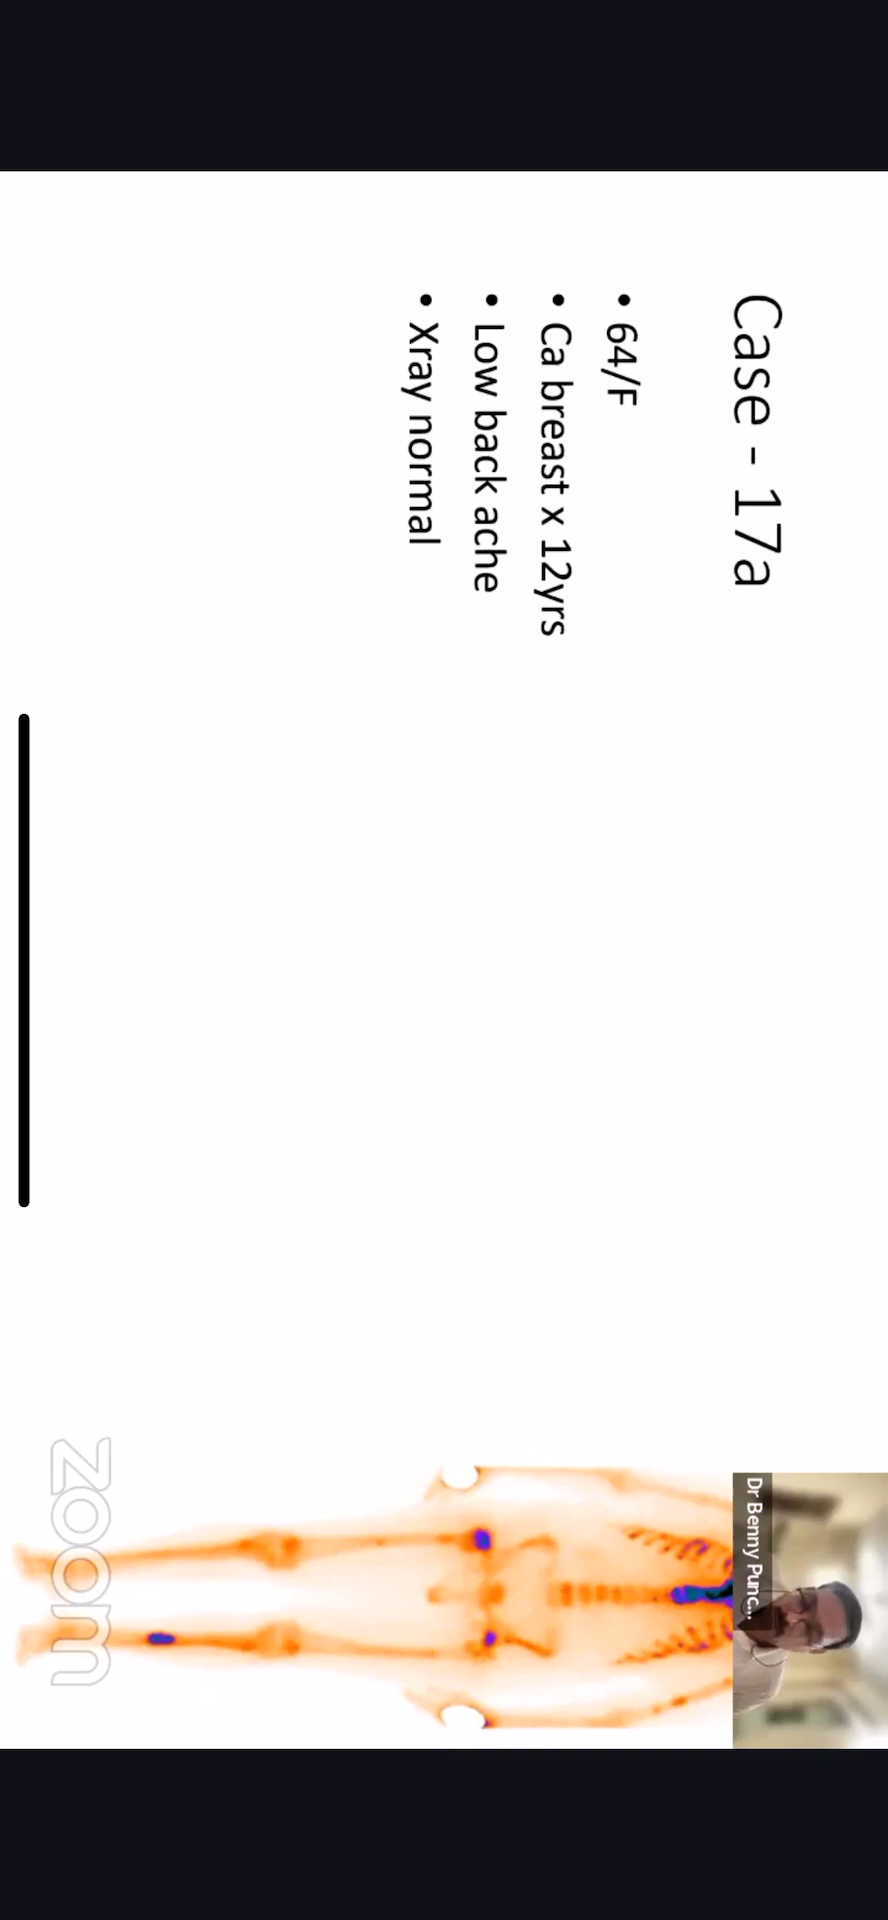 Case - 17a
• 64/F
• Ca breast x 12yrs
• Low back ache
• Xray normal
Dr Benny Punc...
zoom